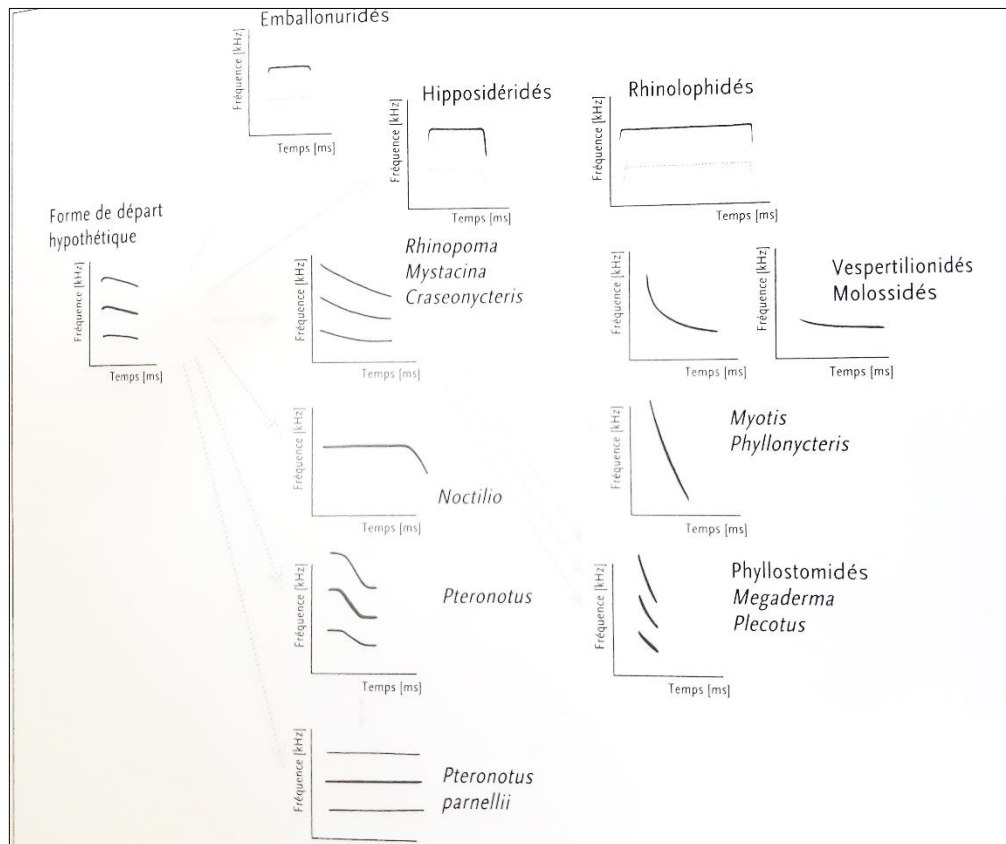 Emballonuridés
Fréquence [kHz]
Temps [ms]
Hipposidéridés
Fréquence [kHz]
Temps [ms]
Rhinolophidés
Fréquence [kHz]
Temps [ms]
Forme de départ
hypothétique
Fréquence [kHz]
Temps [ms]
Rhinopoma
Mystacina
Craseonycteris
Fréquence [kHz]
Temps [ms]
Fréquence [kHz]
Temps [ms]
Fréquence [kHz]
Temps [ms]
Vespertilionidés
Molossidés
Fréquence [kHz]
Temps [ms]
Noctilio
Fréquence [kHz]
Temps [ms]
Myotis
Phyllonycteris
Fréquence [kHz]
Temps [ms]
Pteronotus
Fréquence [kHz]
Temps [ms]
Phyllostomidés
Megaderma
Plecotus
Fréquence [kHz]
Pteronotus
parnellii